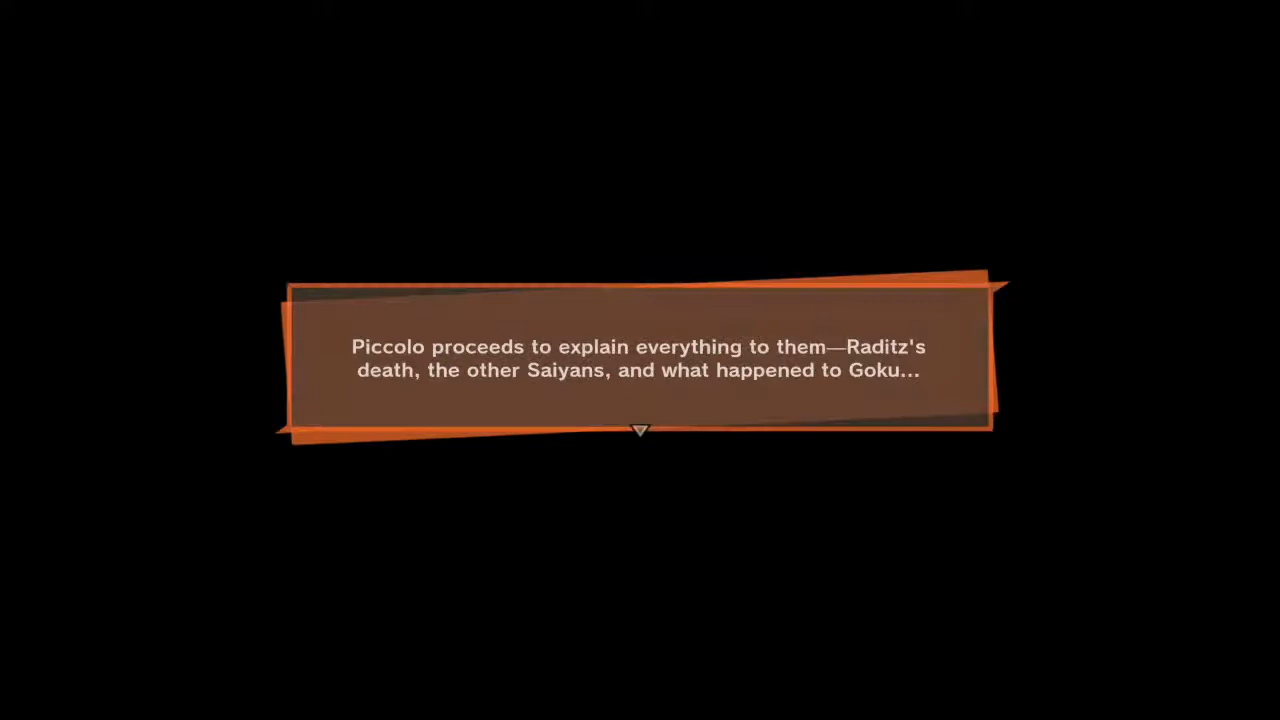 Piccolo proceeds to explain everything to them—Raditz's
death, the other Saiyans, and what happened to Goku...